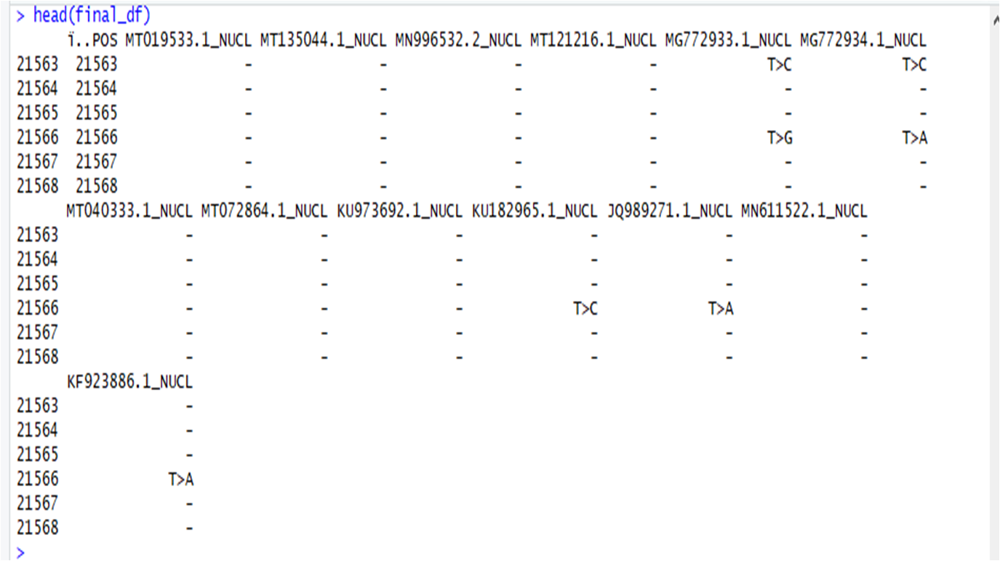 > head(final_df)
ï..POS MT019533.1_NUCL MT135044.1_NUCL MN996532.2_NUCL MT121216.1_NUCL MG772933.1_NUCL MG772934.1_NUCL
21563 21563 - - - - T>C T>C
21564 21564 - - - - - -
21565 21565 - - - - - -
21566 21566 - - - - T>G T>A
21567 21567 - - - - - -
21568 21568 - - - - - -
MT040333.1_NUCL MT072864.1_NUCL KU973692.1_NUCL KU182965.1_NUCL JQ989271.1_NUCL MN611522.1_NUCL
21563 - - - - - -
21564 - - - - - -
21565 - - - - - -
21566 - - - T>C T>A -
21567 - - - - - -
21568 - - - - - -
KF923886.1_NUCL
21563 -
21564 -
21565 -
21566 T>A
21567 -
21568 -
>